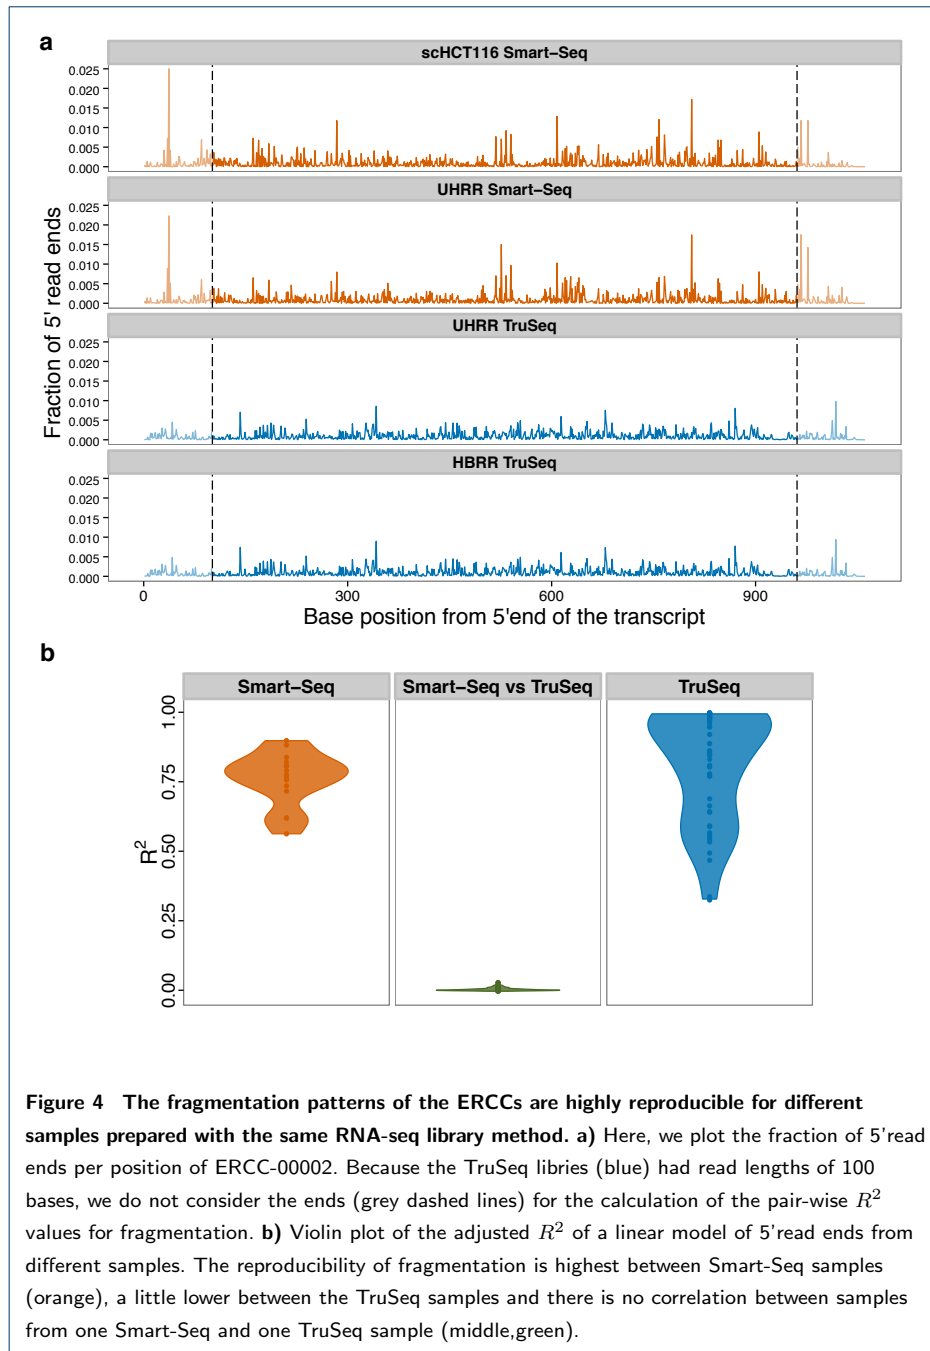 a
scHCT116 Smart−Seq
0.025
0.020
0.015
0.010
0.005
0.000
UHRR Smart−Seq
0.025
0.020
0.015
0.010
0.005
0.000
UHRR TruSeq
0.025
0.020
0.015
0.010
0.005
0.000
HBRR TruSeq
0.025
0.020
0.015
0.010
0.005
0.000
Fraction of 5' read ends
0 300 600 900
Base position from 5'end of the transcript
b
Smart−Seq Smart−Seq vs TruSeq TruSeq
1.00
0.75
0.50
0.25
0.00
R²
Figure 4 The fragmentation patterns of the ERCCs are highly reproducible for different
samples prepared with the same RNA-seq library method. a) Here, we plot the fraction of 5'read
ends per position of ERCC-00002. Because the TruSeq libries (blue) had read lengths of 100
bases, we do not consider the ends (grey dashed lines) for the calculation of the pair-wise R²
values for fragmentation. b) Violin plot of the adjusted R² of a linear model of 5'read ends from
different samples. The reproducibility of fragmentation is highest between Smart-Seq samples
(orange), a little lower between the TruSeq samples and there is no correlation between samples
from one Smart-Seq and one TruSeq sample (middle,green).